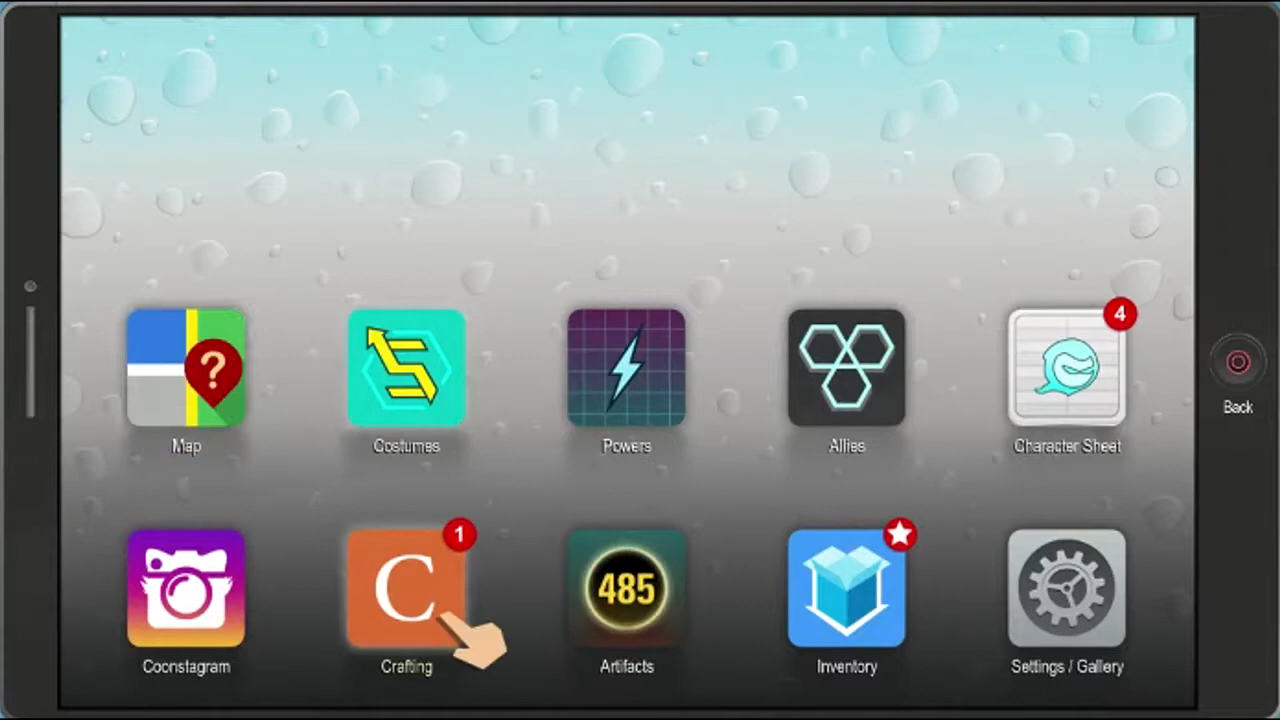 ?
4
Map
Costumes
Powers
Allies
Character Sheet
Back
1
C
485
Coonstagram
Crafting
Artifacts
Inventory
Settings / Gallery